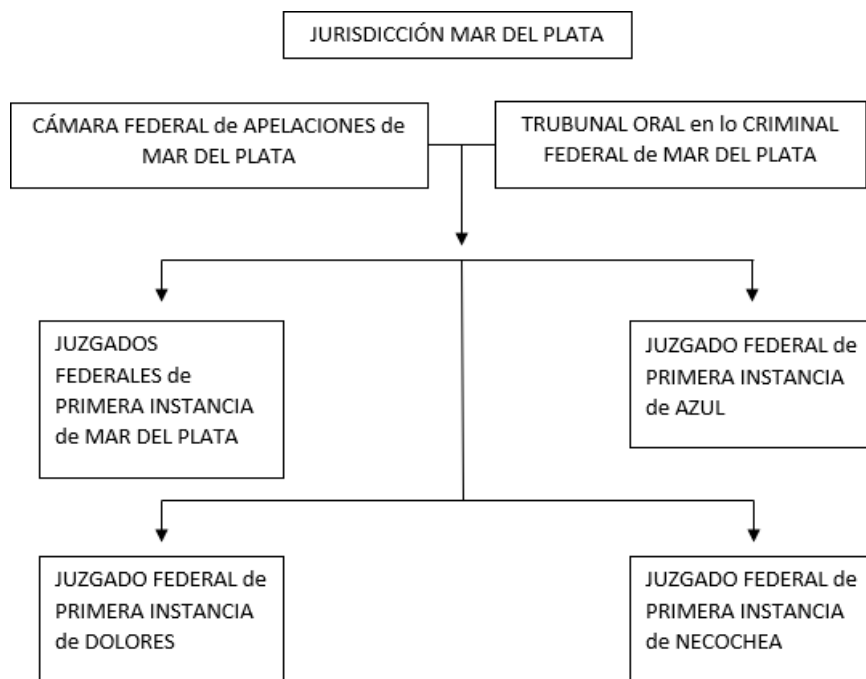 JURISDICCIÓN MAR DEL PLATA
CÁMARA FEDERAL de APELACIONES de
MAR DEL PLATA
TRUBUNAL ORAL en lo CRIMINAL
FEDERAL de MAR DEL PLATA
JUZGADOS
FEDERALES de
PRIMERA INSTANCIA
de MAR DEL PLATA
JUZGADO FEDERAL de
PRIMERA INSTANCIA
de AZUL
JUZGADO FEDERAL de
PRIMERA INSTANCIA
de DOLORES
JUZGADO FEDERAL de
PRIMERA INSTANCIA
de NECOCHEA